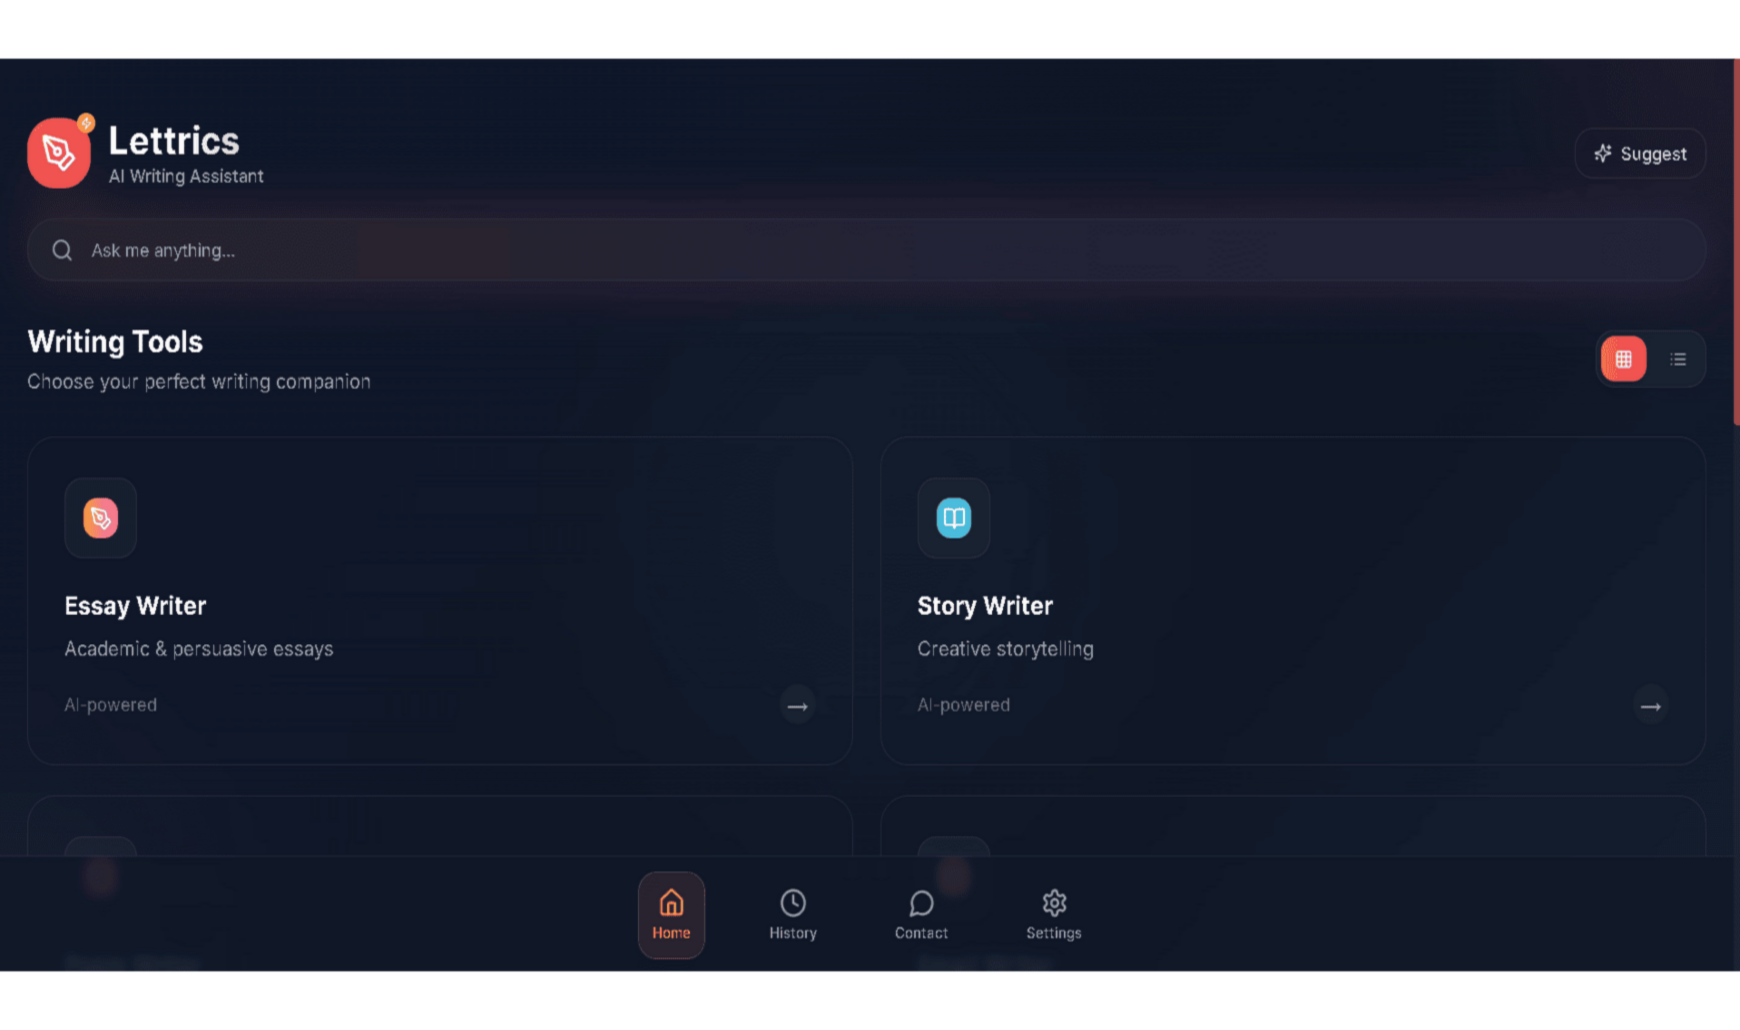 Lettrics
AI Writing Assistant
Suggest
Ask me anything...
Writing Tools
Choose your perfect writing companion
Essay Writer
Academic & persuasive essays
AI-powered
→
Story Writer
Creative storytelling
AI-powered
→
Home
History
Contact
Settings